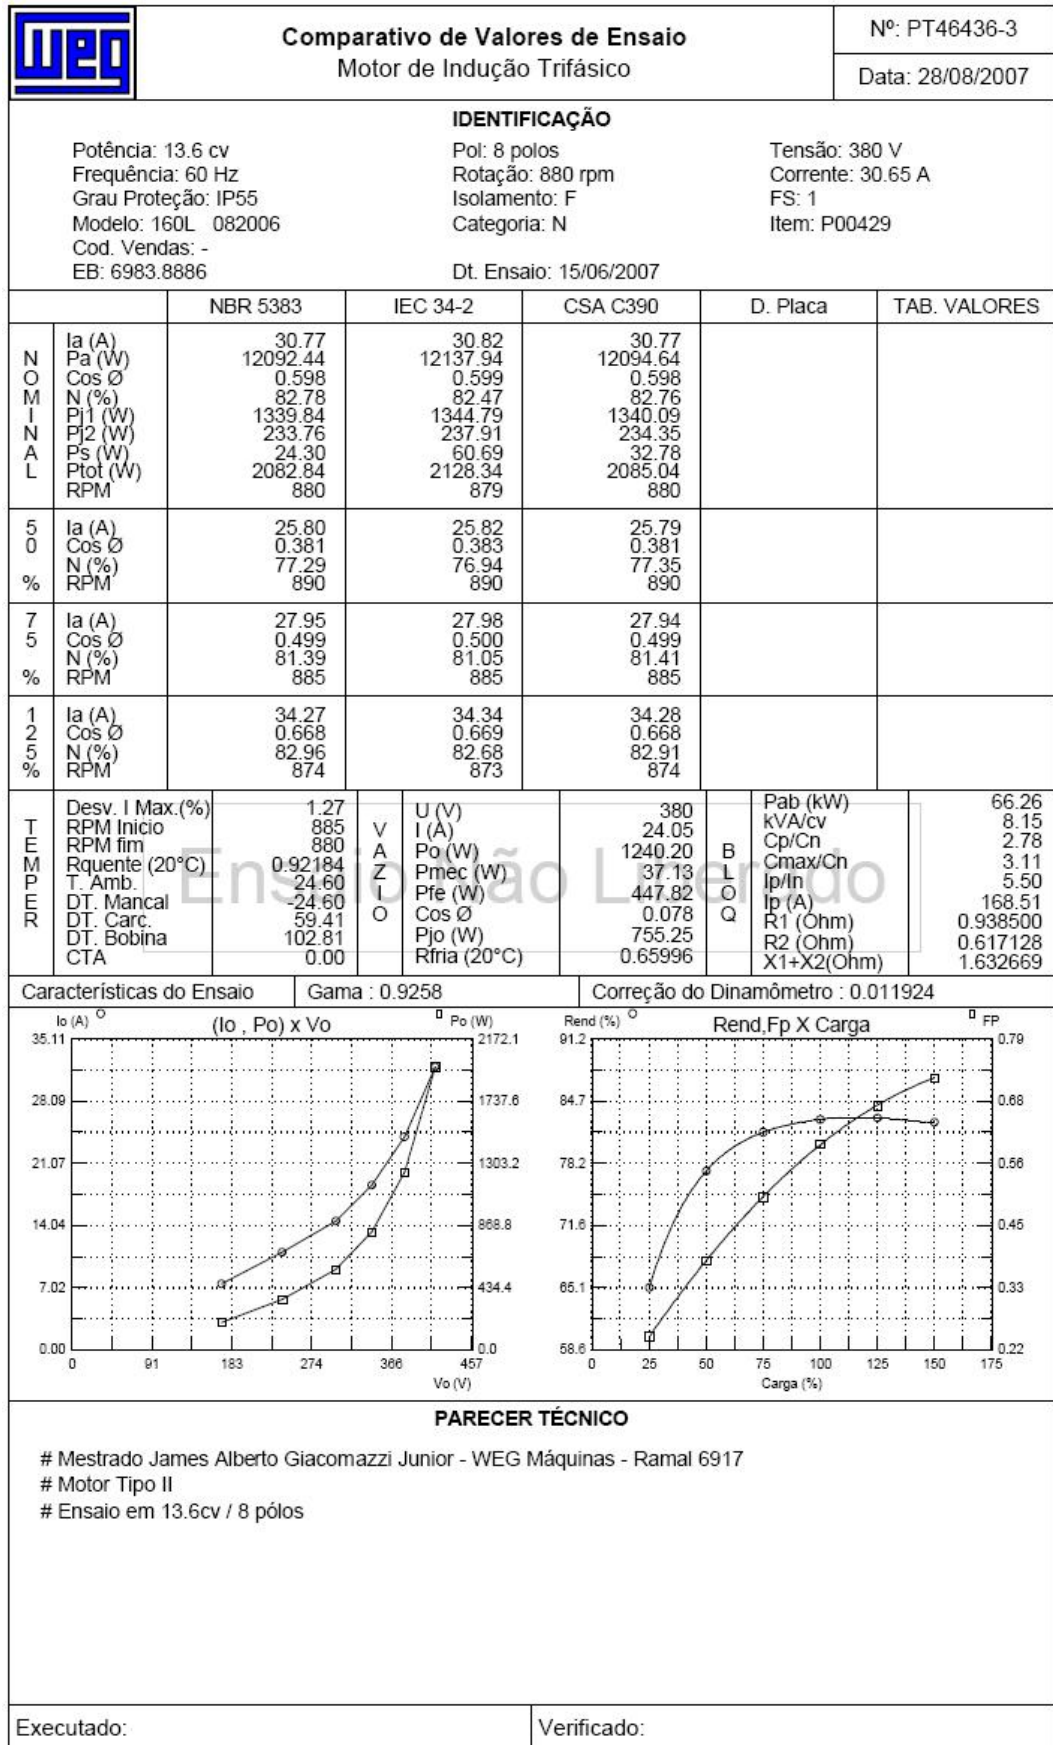 weg
Comparativo de Valores de Ensaio
Motor de Indução Trifásico
Nº: PT46436-3
Data: 28/08/2007
IDENTIFICAÇÃO
Potência: 13.6 cv Pol: 8 polos Tensão: 380 V
Frequência: 60 Hz Rotação: 880 rpm Corrente: 30.65 A
Grau Proteção: IP55 Isolamento: F FS: 1
Modelo: 160L 082006 Categoria: N Item: P00429
Cod. Vendas: -
EB: 6983.8886 Dt. Ensaio: 15/06/2007
NBR 5383 IEC 34-2 CSA C390 D. Placa TAB. VALORES
NOMINAL
Ia (A) 30.77 30.82 30.77
Pa (W) 12092.44 12137.94 12094.64
Cos Ø 0.598 0.599 0.598
N (%) 82.78 82.47 82.76
Pj1 (W) 1339.84 1344.79 1340.09
Pj2 (W) 233.76 237.91 234.35
Ps (W) 24.30 60.69 32.78
Ptot (W) 2082.84 2128.34 2085.04
RPM 880 879 880
50 %
Ia (A) 25.80 25.82 25.79
Cos Ø 0.381 0.383 0.381
N (%) 77.29 76.94 77.35
RPM 890 890 890
75 %
Ia (A) 27.95 27.98 27.94
Cos Ø 0.499 0.500 0.499
N (%) 81.39 81.05 81.41
RPM 885 885 885
125%
Ia (A) 34.27 34.34 34.28
Cos Ø 0.668 0.669 0.668
N (%) 82.96 82.68 82.91
RPM 874 873 874
Ensaio Não Liberado
TEMPER
Desv. I Max.(%) 1.27
RPM Inicio 885
RPM fim 880
Rquente (20°C) 0.92184
T. Amb. 24.60
DT. Mancal -24.60
DT. Carc. 59.41
DT. Bobina 102.81
CTA 0.00
VAZIO
U (V) 380
I (A) 24.05
Po (W) 1240.20
Pmec (W) 37.13
Pfe (W) 447.82
Cos Ø 0.078
Pjo (W) 755.25
Rfria (20°C) 0.65996
BLOQ
Pab (kW) 66.26
kVA/cv 8.15
Cp/Cn 2.78
Cmax/Cn 3.11
Ip/In 5.50
Ip (A) 168.51
R1 (Ohm) 0.938500
R2 (Ohm) 0.617128
X1+X2(Ohm) 1.632669
Características do Ensaio Gama : 0.9258 Correção do Dinamômetro : 0.011924
Io (A) (Io , Po) x Vo Po (W)
35.11 2172.1
28.09 1737.6
21.07 1303.2
14.04 868.8
7.02 434.4
0.00 0.0
0 91 183 274 366 457
Vo (V)
Rend (%) Rend,Fp X Carga FP
91.2 0.79
84.7 0.68
78.2 0.56
71.6 0.45
65.1 0.33
58.6 0.22
0 25 50 75 100 125 150 175
Carga (%)
PARECER TÉCNICO
# Mestrado James Alberto Giacomazzi Junior - WEG Máquinas - Ramal 6917
# Motor Tipo II
# Ensaio em 13.6cv / 8 pólos
Executado: Verificado: